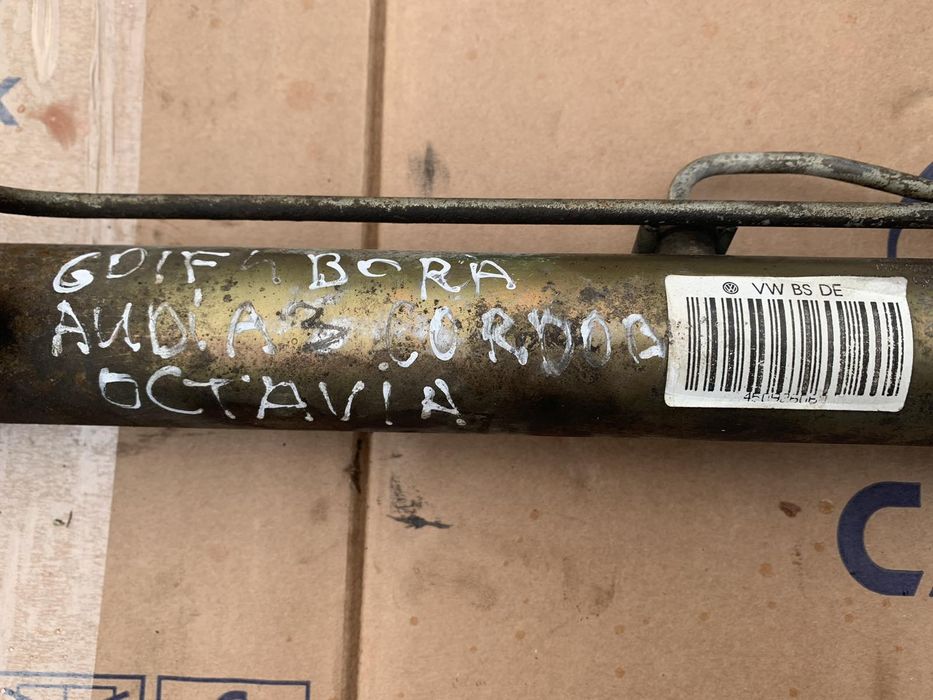 GOLF 4 BORA
AUDI A3 CORDOBA
OCTAVIA
VW BS DE